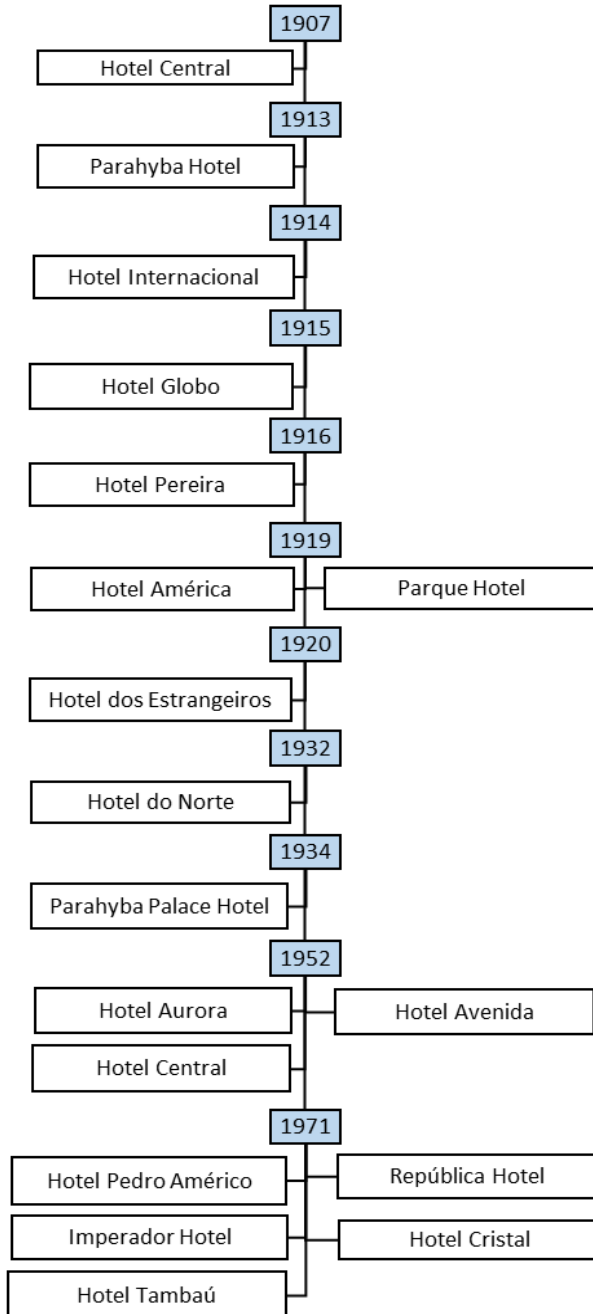 1907
Hotel Central
1913
Parahyba Hotel
1914
Hotel Internacional
1915
Hotel Globo
1916
Hotel Pereira
1919
Hotel América
Parque Hotel
1920
Hotel dos Estrangeiros
1932
Hotel do Norte
1934
Parahyba Palace Hotel
1952
Hotel Aurora
Hotel Avenida
Hotel Central
1971
Hotel Pedro Américo
República Hotel
Imperador Hotel
Hotel Cristal
Hotel Tambaú